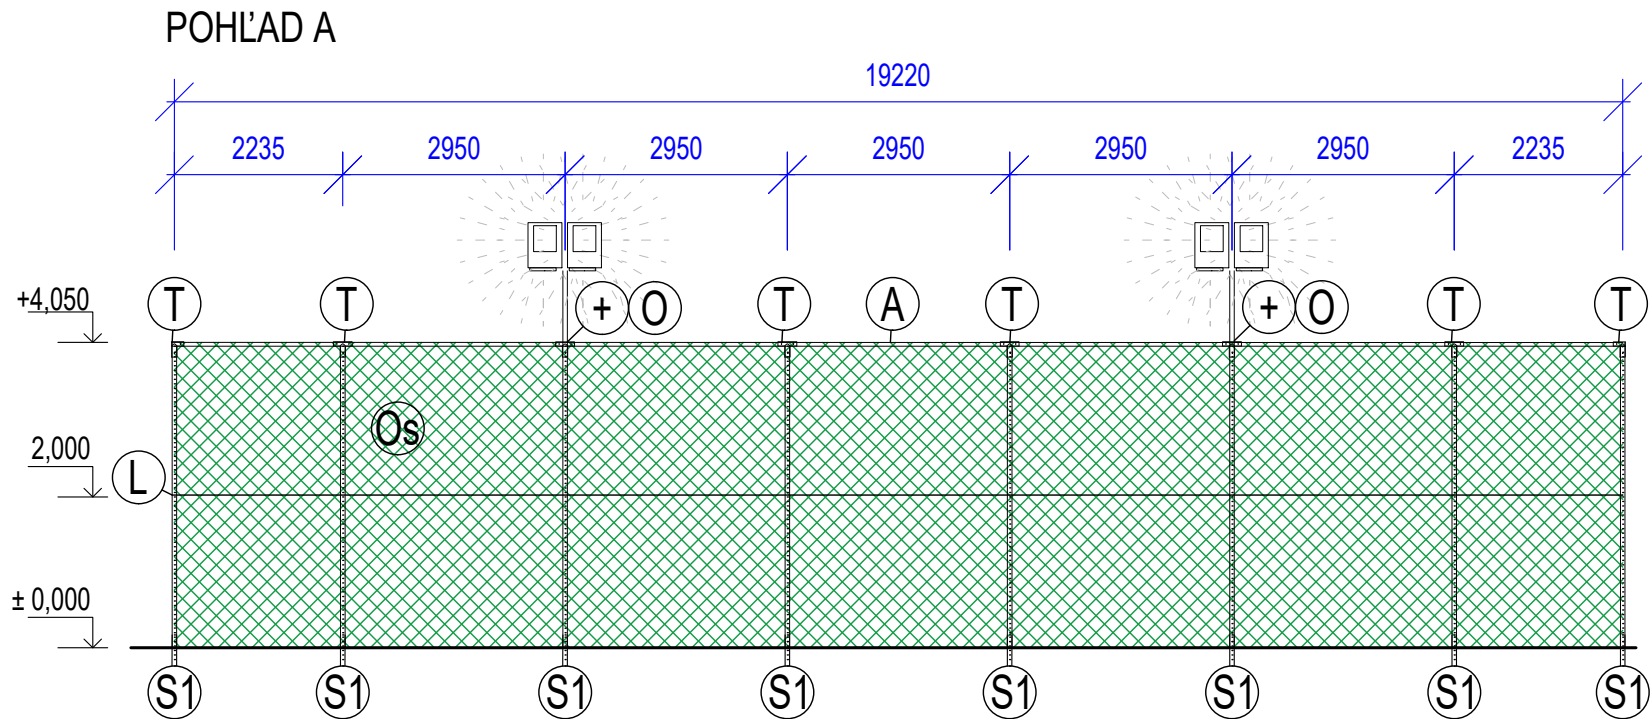 POHĽAD A
19220
2235 2950 2950 2950 2950 2950 2235
+4,050 T T + O T A T + O T T
Os
2,000
L
± 0,000
S1 S1 S1 S1 S1 S1 S1 S1